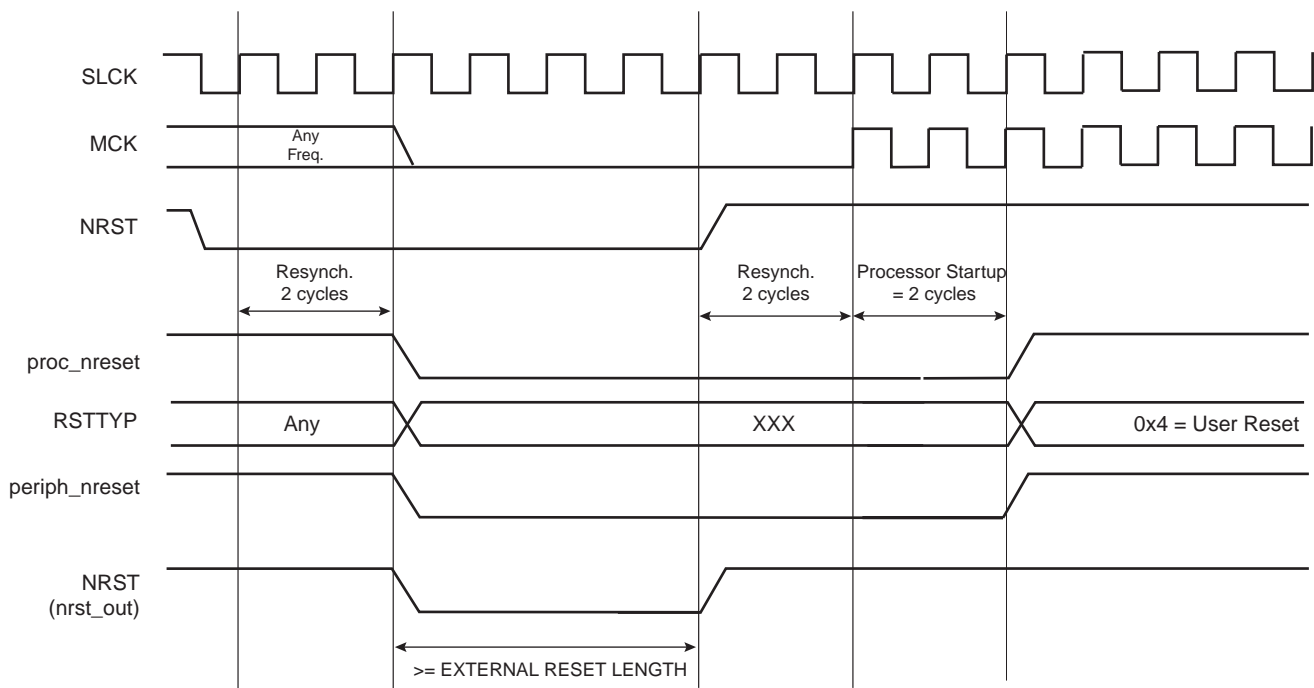 SLCK
MCK
Any
Freq.
NRST
Resynch.
2 cycles
Resynch.
2 cycles
Processor Startup
= 2 cycles
proc_nreset
RSTTYP
Any
XXX
0x4 = User Reset
periph_nreset
NRST
(nrst_out)
>= EXTERNAL RESET LENGTH